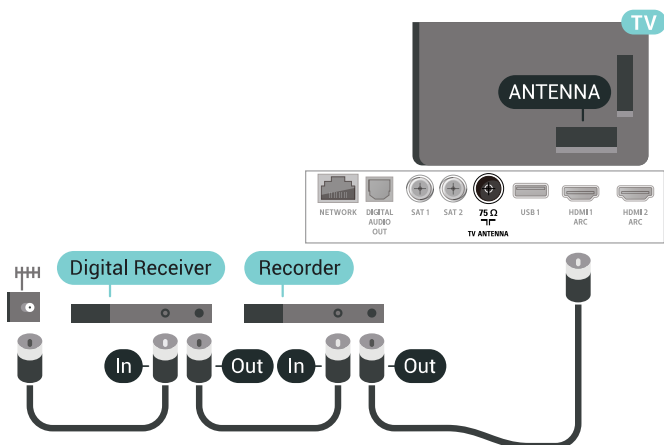 TV
ANTENNA
NETWORK
DIGITAL
AUDIO
OUT
SAT 1
SAT 2
75 Ω
TV ANTENNA
USB 1
HDMI 1
ARC
HDMI 2
ARC
Digital Receiver
Recorder
In
Out
In
Out